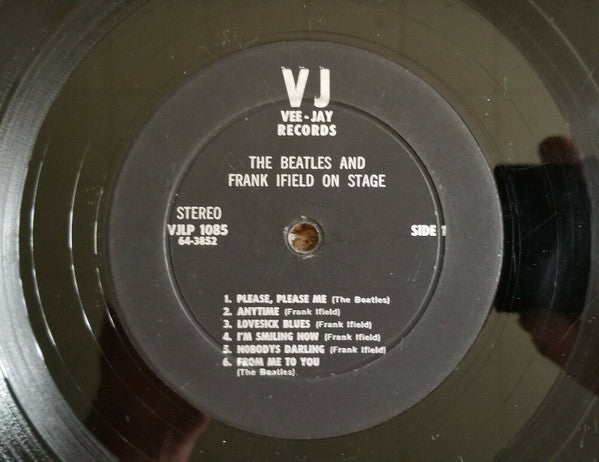 VJ
VEE-JAY
RECORDS
THE BEATLES AND
FRANK IFIELD ON STAGE
STEREO
VJLP 1085
64-3852
SIDE 1
1. PLEASE, PLEASE ME (The Beatles)
2. ANYTIME (Frank Ifield)
3. LOVESICK BLUES (Frank Ifield)
4. I'M SMILING NOW (Frank Ifield)
5. NOBODYS DARLING (Frank Ifield)
6. FROM ME TO YOU
(The Beatles)